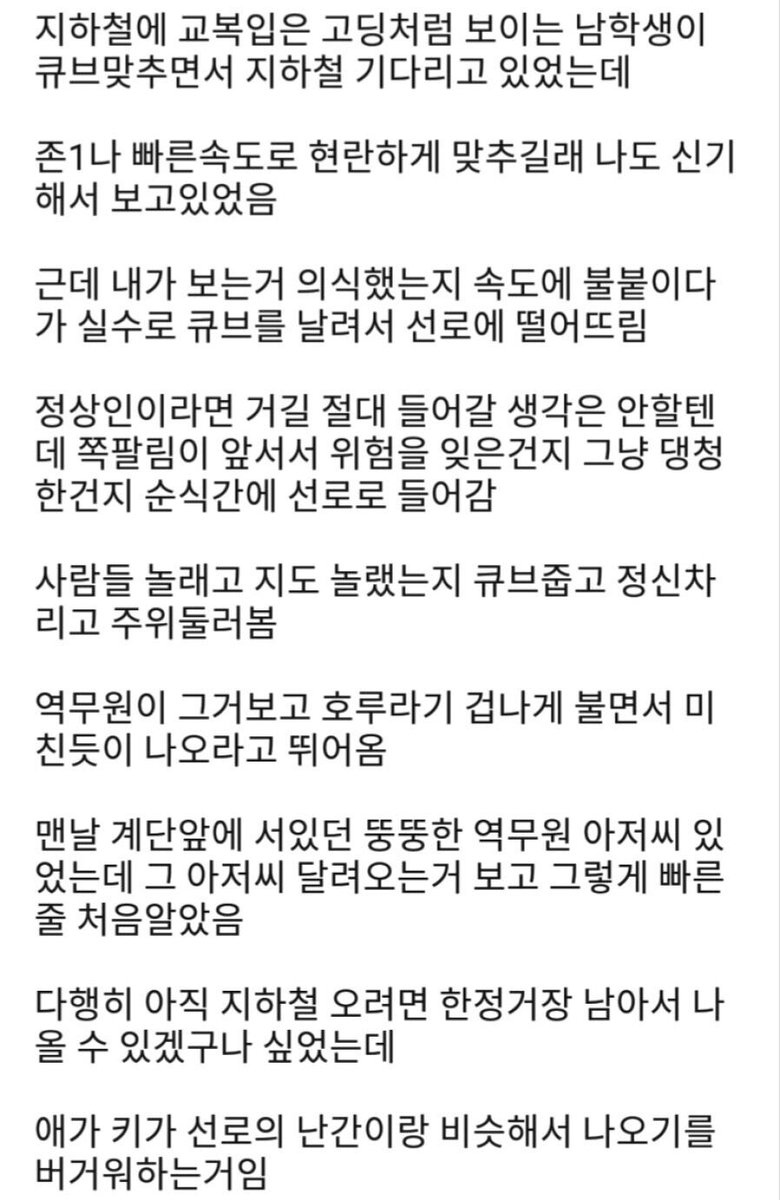 지하철에 교복입은 고딩처럼 보이는 남학생이
큐브맞추면서 지하철 기다리고 있었는데
존1나 빠른속도로 현란하게 맞추길래 나도 신기
해서 보고있었음
근데 내가 보는거 의식했는지 속도에 불붙이다
가 실수로 큐브를 날려서 선로에 떨어뜨림
정상인이라면 거길 절대 들어갈 생각은 안할텐
데 쪽팔림이 앞서서 위험을 잊은건지 그냥 댕청
한건지 순식간에 선로로 들어감
사람들 놀래고 지도 놀랬는지 큐브줍고 정신차
리고 주위둘러봄
역무원이 그거보고 호루라기 겁나게 불면서 미
친듯이 나오라고 뛰어옴
맨날 계단앞에 서있던 뚱뚱한 역무원 아저씨 있
었는데 그 아저씨 달려오는거 보고 그렇게 빠른
줄 처음알았음
다행히 아직 지하철 오려면 한정거장 남아서 나
올 수 있겠구나 싶었는데
애가 키가 선로의 난간이랑 비슷해서 나오기를
버거워하는거임